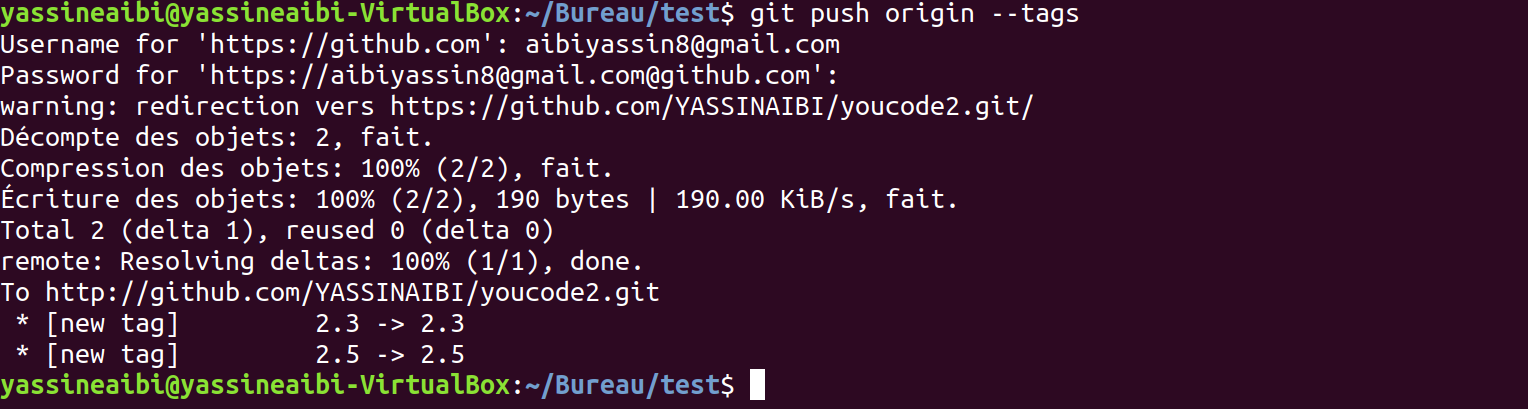 yassineaibi@yassineaibi-VirtualBox:~/Bureau/test$ git push origin --tags
Username for 'https://github.com': aibiyassin8@gmail.com
Password for 'https://aibiyassin8@gmail.com@github.com':
warning: redirection vers https://github.com/YASSINAIBI/youcode2.git/
Décompte des objets: 2, fait.
Compression des objets: 100% (2/2), fait.
Écriture des objets: 100% (2/2), 190 bytes | 190.00 KiB/s, fait.
Total 2 (delta 1), reused 0 (delta 0)
remote: Resolving deltas: 100% (1/1), done.
To http://github.com/YASSINAIBI/youcode2.git
 * [new tag]         2.3 -> 2.3
 * [new tag]         2.5 -> 2.5
yassineaibi@yassineaibi-VirtualBox:~/Bureau/test$